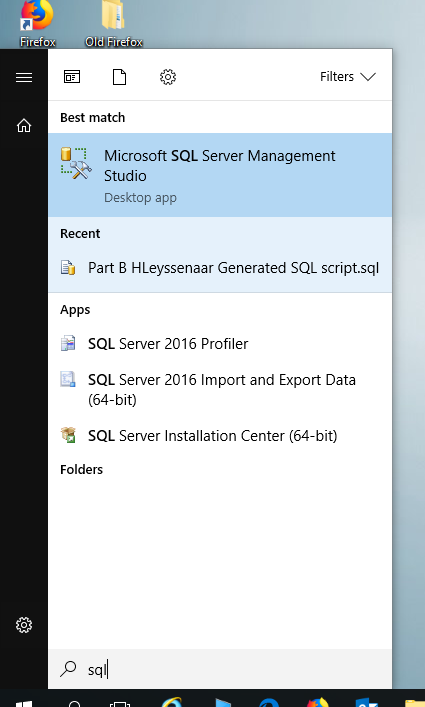 Firefox
Old Firefox
Filters
Best match
Microsoft SQL Server Management
Studio
Desktop app
Recent
Part B HLeyssenaar Generated SQL script.sql
Apps
SQL Server 2016 Profiler
SQL Server 2016 Import and Export Data
(64-bit)
SQL Server Installation Center (64-bit)
Folders
sql